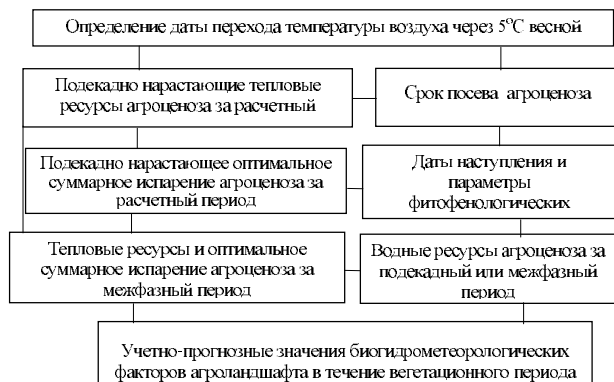 Определение даты перехода температуры воздуха через 5°С весной
Подекадно нарастающие тепловые
ресурсы агроценоза за расчетный
Срок посева агроценоза
Подекадно нарастающее оптимальное
суммарное испарение агроценоза за
расчетный период
Даты наступления и
параметры
фитофенологических
Тепловые ресурсы и оптимальное
суммарное испарение агроценоза за
межфазный период
Водные ресурсы агроценоза за
подекадный или межфазный
период
Учетно-прогнозные значения биогидрометеорологических
факторов агроландшафта в течение вегетационного периода